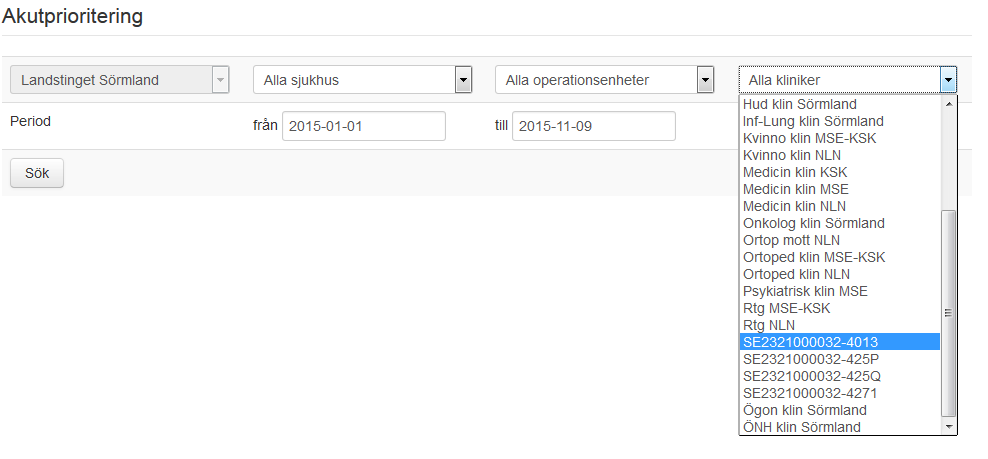 Akutprioritering
Landstinget Sörmland
Alla sjukhus
Alla operationsenheter
Alla kliniker
Period
från 2015-01-01
till 2015-11-09
Sök
Hud klin Sörmland
Inf-Lung klin Sörmland
Kvinno klin MSE-KSK
Kvinno klin NLN
Medicin klin KSK
Medicin klin MSE
Medicin klin NLN
Onkolog klin Sörmland
Ortop mott NLN
Ortoped klin MSE-KSK
Ortoped klin NLN
Psykiatrisk klin MSE
Rtg MSE-KSK
Rtg NLN
SE2321000032-4013
SE2321000032-425P
SE2321000032-425Q
SE2321000032-4271
Ögon klin Sörmland
ÖNH klin Sörmland